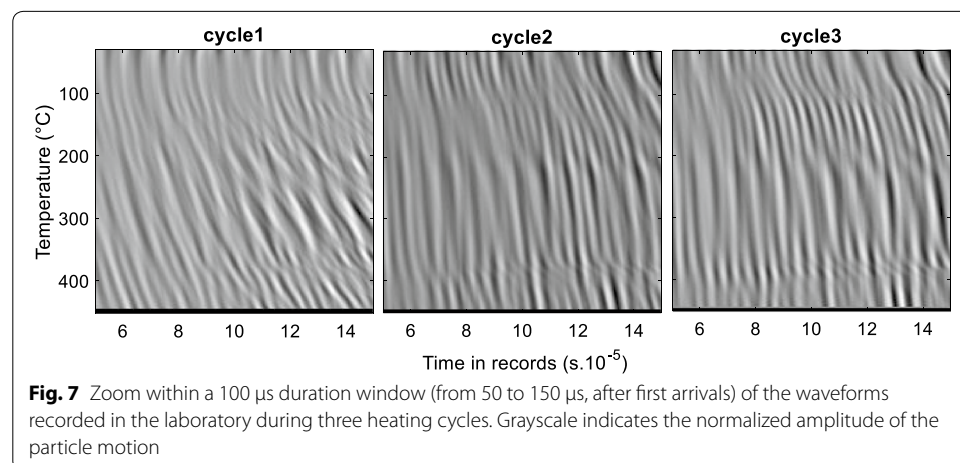 cycle1 cycle2 cycle3
Temperature (°C)
100
200
300
400
6 8 10 12 14 6 8 10 12 14 6 8 10 12 14
Time in records (s.10⁻⁵)
Fig. 7 Zoom within a 100 μs duration window (from 50 to 150 μs, after first arrivals) of the waveforms
recorded in the laboratory during three heating cycles. Grayscale indicates the normalized amplitude of the
particle motion